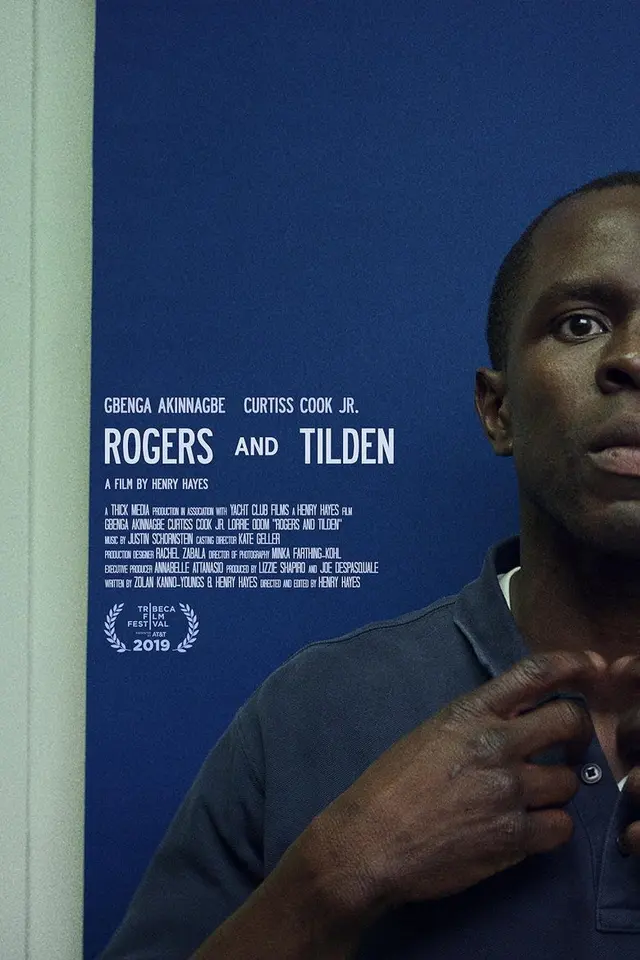 GBENGA AKINNAGBE CURTISS COOK JR.
ROGERS AND TILDEN
A FILM BY HENRY HAYES
A THICK MEDIA PRODUCTION IN ASSOCIATION WITH YACHT CLUB FILMS A HENRY HAYES FILM
GBENGA AKINNAGBE CURTISS COOK JR. LORRIE ODOM "ROGERS AND TILDEN"
MUSIC BY JUSTIN SCHORNSTEIN CASTING DIRECTOR KATE GELLER
PRODUCTION DESIGNER RACHEL ZABALA DIRECTOR OF PHOTOGRAPHY MINKA FARTHING-KOHL
EXECUTIVE PRODUCER ANNABELLE ATTANASIO PRODUCED BY LIZZIE SHAPIRO AND JOE DESPASQUALE
WRITTEN BY ZOLAN KANNO-YOUNGS & HENRY HAYES DIRECTED AND EDITED BY HENRY HAYES
TRIBECA
FILM
FESTIVAL
AT&T
2019